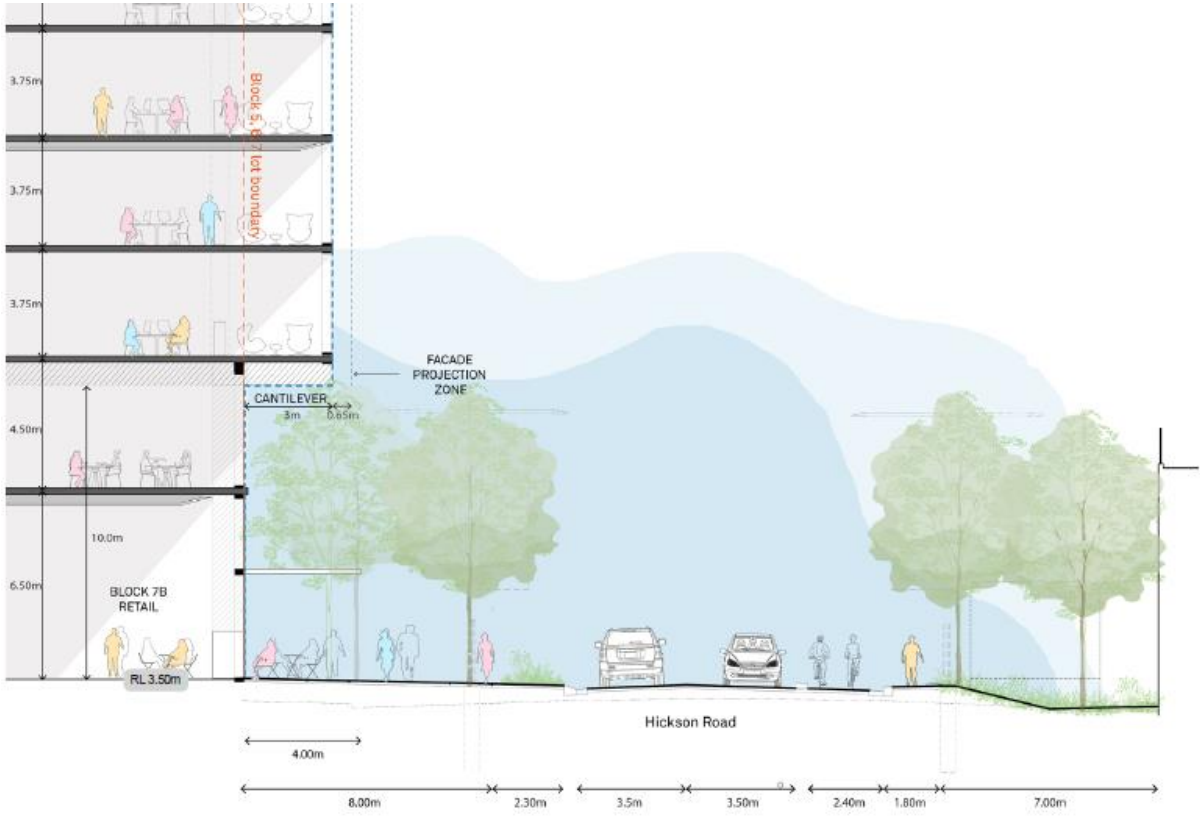 3.75m
Block 5, 6, 7 lot boundary
3.75m
3.75m
FACADE
PROJECTION
ZONE
CANTILEVER
3m
0.65m
4.50m
10.0m
6.50m
BLOCK 7B
RETAIL
RL 3.50m
Hickson Road
4.00m
8.00m
2.30m
3.5m
3.50m
2.40m
1.80m
7.00m